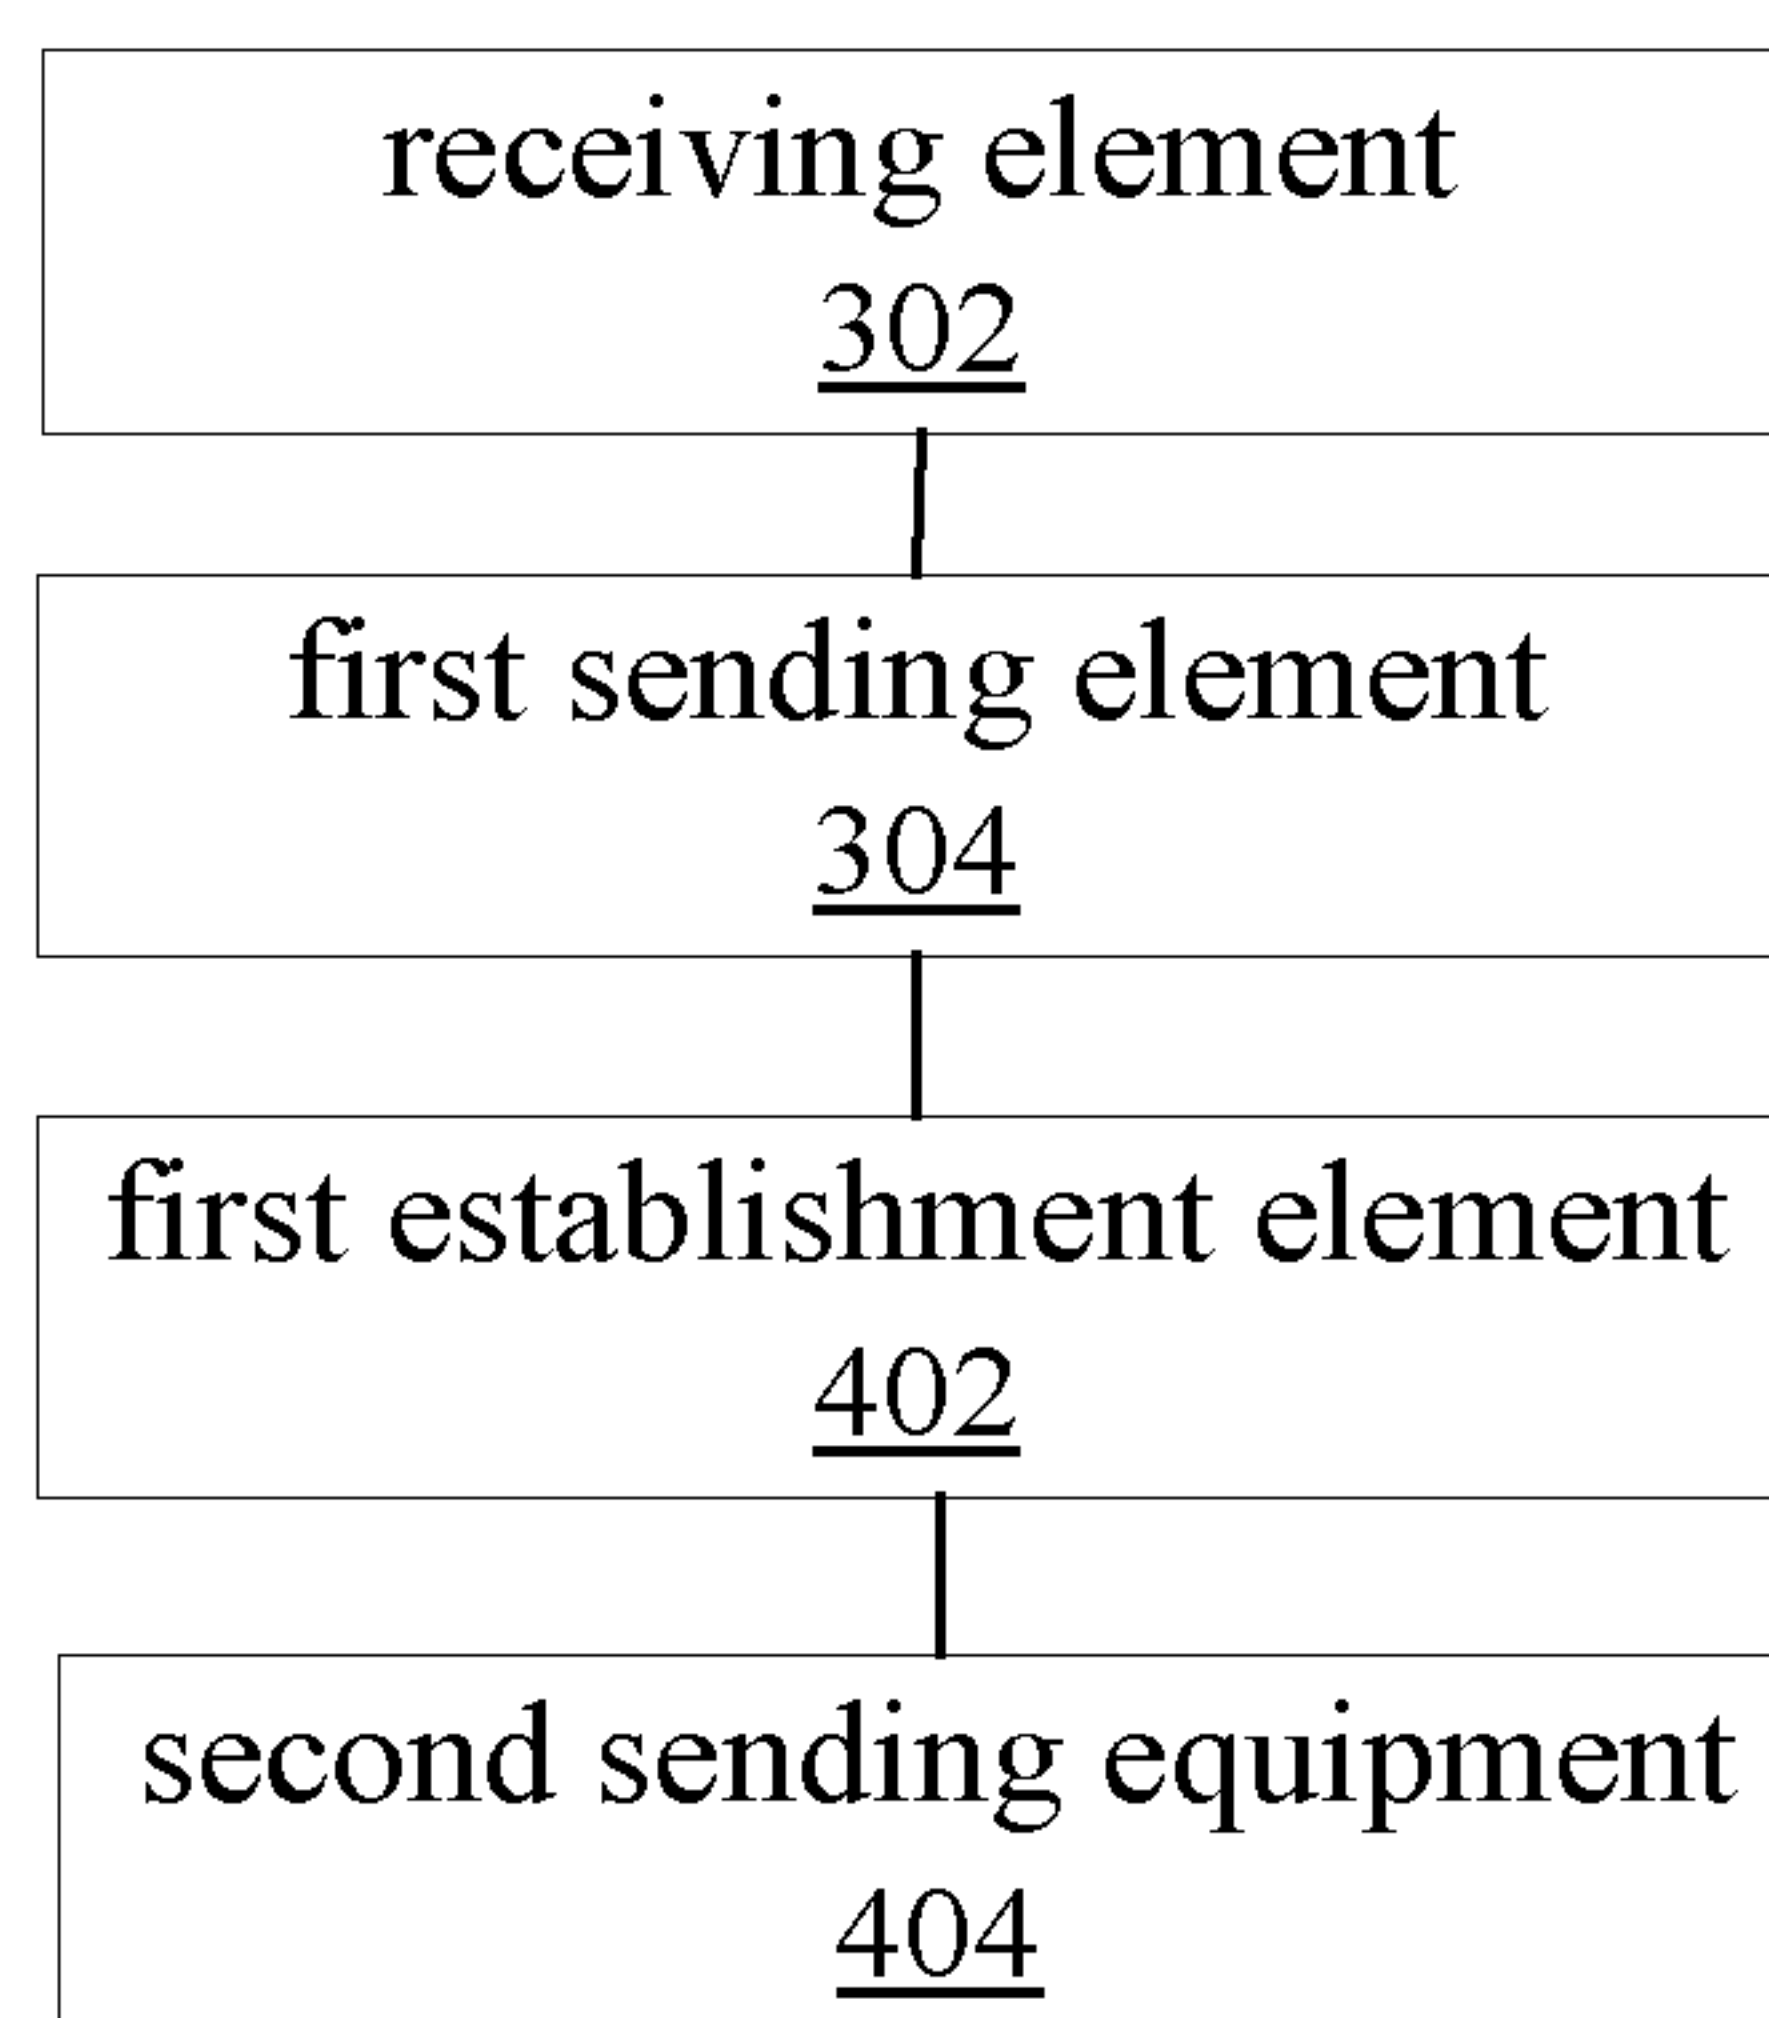 receiving element
302
first sending element
304
first establishment element
402
second sending equipment
404